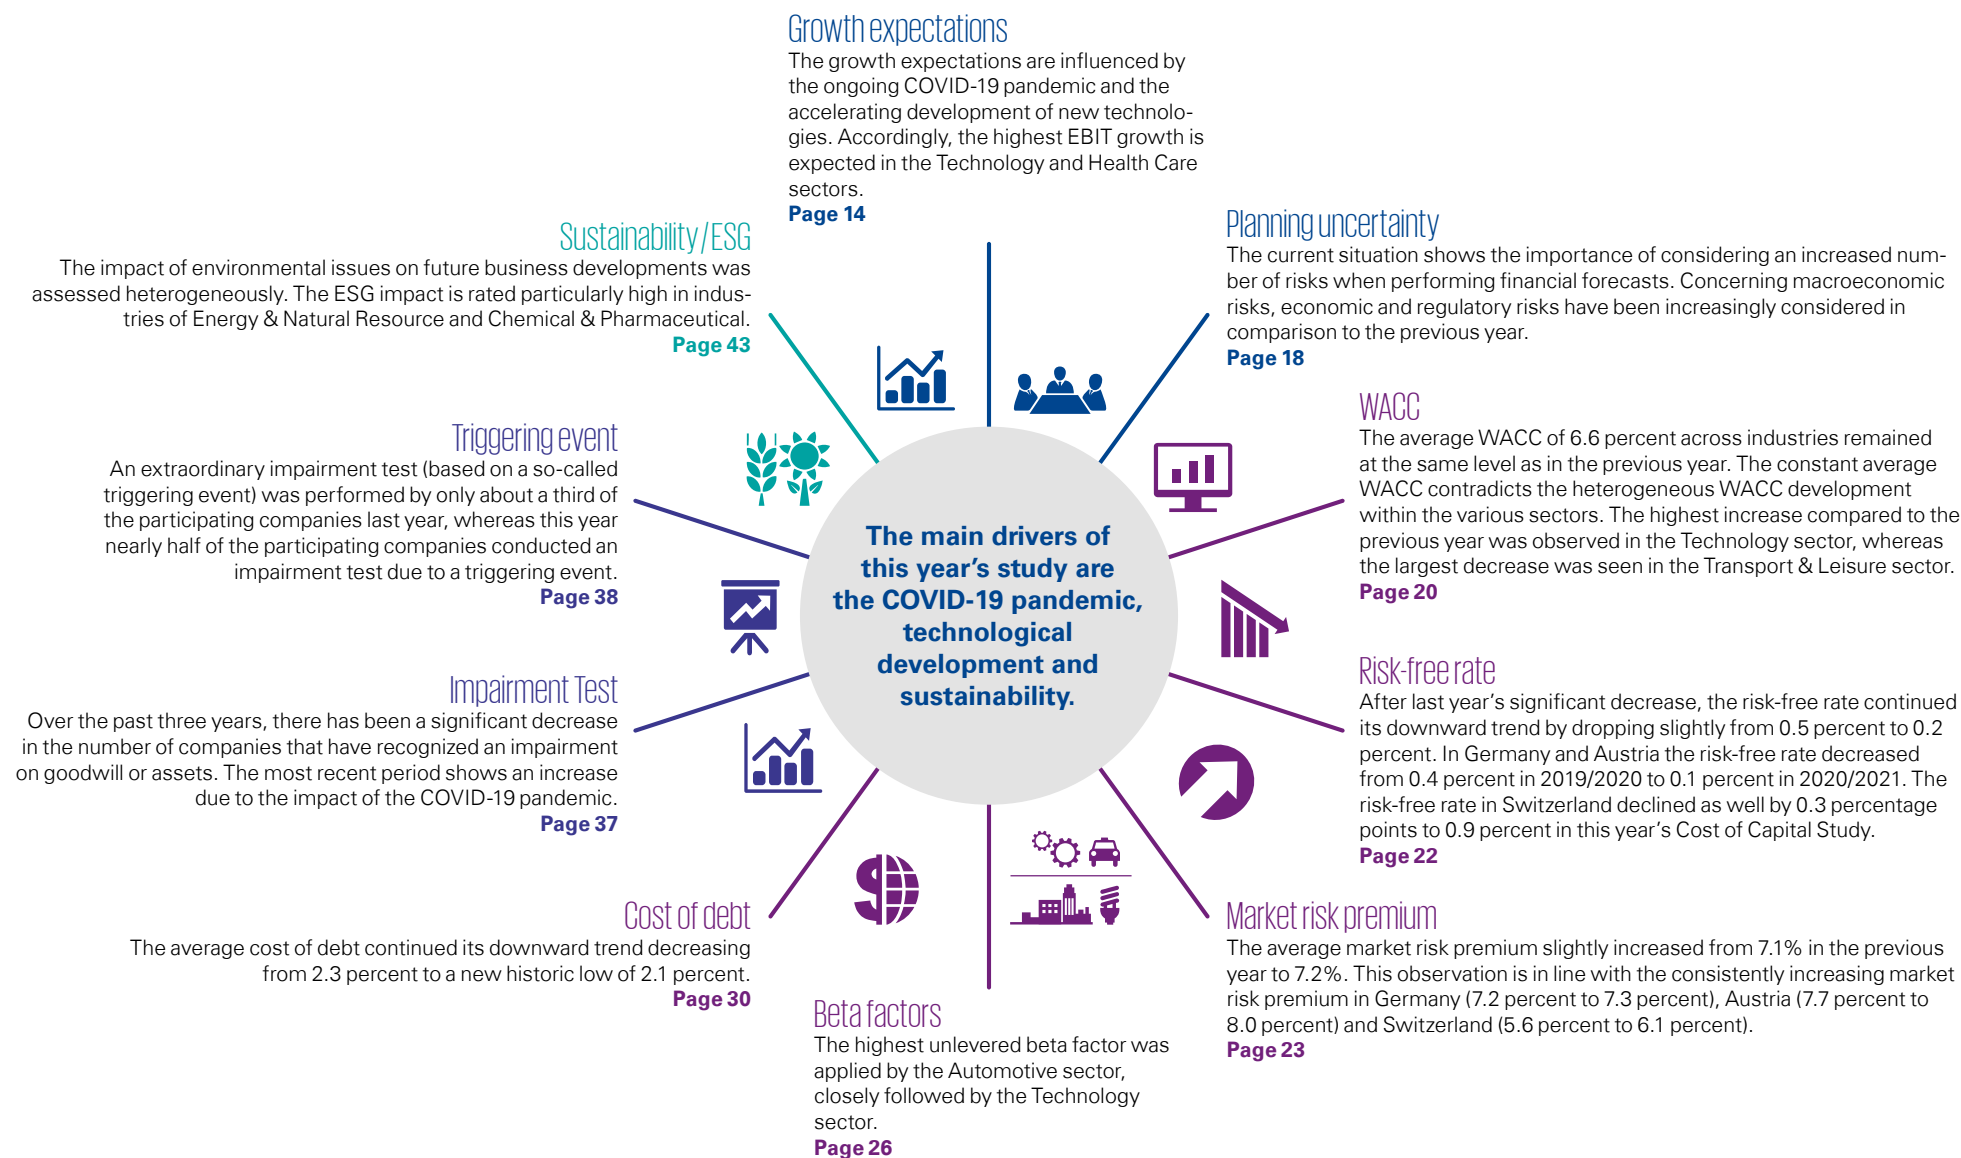 Growth expectations
The growth expectations are influenced by
the ongoing COVID-19 pandemic and the
accelerating development of new technolo-
gies. Accordingly, the highest EBIT growth is
expected in the Technology and Health Care
sectors.
Page 14
Planning uncertainty
The current situation shows the importance of considering an increased num-
ber of risks when performing financial forecasts. Concerning macroeconomic
risks, economic and regulatory risks have been increasingly considered in
comparison to the previous year.
Page 18
WACC
The average WACC of 6.6 percent across industries remained
at the same level as in the previous year. The constant average
WACC contradicts the heterogeneous WACC development
within the various sectors. The highest increase compared to the
previous year was observed in the Technology sector, whereas
the largest decrease was seen in the Transport & Leisure sector.
Page 20
Risk-free rate
After last year's significant decrease, the risk-free rate continued
its downward trend by dropping slightly from 0.5 percent to 0.2
percent. In Germany and Austria the risk-free rate decreased
from 0.4 percent in 2019/2020 to 0.1 percent in 2020/2021. The
risk-free rate in Switzerland declined as well by 0.3 percentage
points to 0.9 percent in this year's Cost of Capital Study.
Page 22
Market risk premium
The average market risk premium slightly increased from 7.1% in the previous
year to 7.2%. This observation is in line with the consistently increasing market
risk premium in Germany (7.2 percent to 7.3 percent), Austria (7.7 percent to
8.0 percent) and Switzerland (5.6 percent to 6.1 percent).
Page 23
Beta factors
The highest unlevered beta factor was
applied by the Automotive sector,
closely followed by the Technology
sector.
Page 26
Cost of debt
The average cost of debt continued its downward trend decreasing
from 2.3 percent to a new historic low of 2.1 percent.
Page 30
Impairment Test
Over the past three years, there has been a significant decrease
in the number of companies that have recognized an impairment
on goodwill or assets. The most recent period shows an increase
due to the impact of the COVID-19 pandemic.
Page 37
Triggering event
An extraordinary impairment test (based on a so-called
triggering event) was performed by only about a third of
the participating companies last year, whereas this year
nearly half of the participating companies conducted an
impairment test due to a triggering event.
Page 38
Sustainability/ESG
The impact of environmental issues on future business developments was
assessed heterogeneously. The ESG impact is rated particularly high in indus-
tries of Energy & Natural Resource and Chemical & Pharmaceutical.
Page 43
The main drivers of
this year's study are
the COVID-19 pandemic,
technological
development and
sustainability.